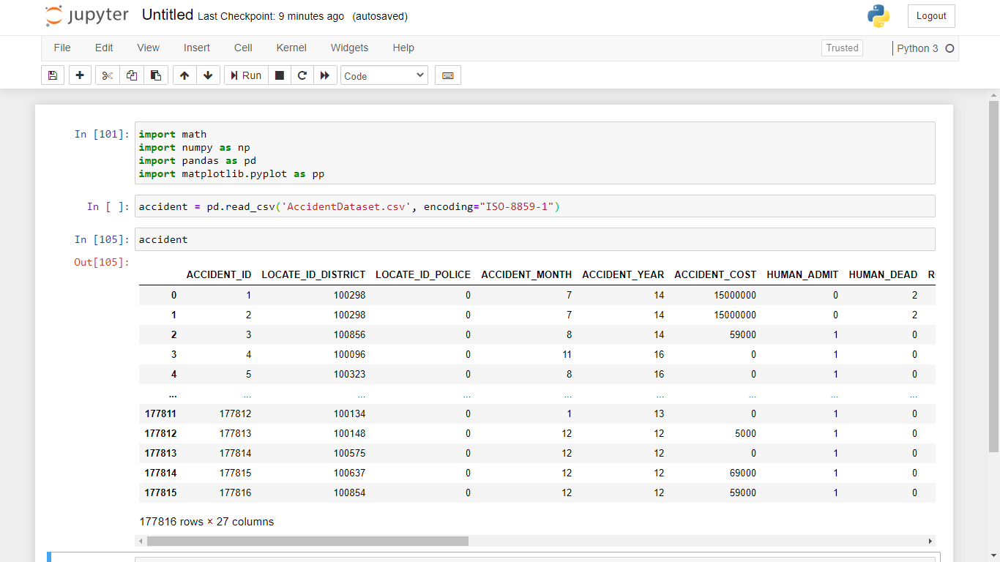 jupyter Untitled Last Checkpoint: 9 minutes ago (autosaved) Logout
File Edit View Insert Cell Kernel Widgets Help Trusted Python 3
Run Code
In [101]: import math
import numpy as np
import pandas as pd
import matplotlib.pyplot as pp
In [ ]: accident = pd.read_csv('AccidentDataset.csv', encoding="ISO-8859-1")
In [105]: accident
Out[105]:
ACCIDENT_ID LOCATE_ID_DISTRICT LOCATE_ID_POLICE ACCIDENT_MONTH ACCIDENT_YEAR ACCIDENT_COST HUMAN_ADMIT HUMAN_DEAD
0 1 100298 0 7 14 15000000 0 2
1 2 100298 0 7 14 15000000 0 2
2 3 100856 0 8 14 59000 1 0
3 4 100096 0 11 16 0 1 0
4 5 100323 0 8 16 0 1 0
... ... ... ... ... ... ... ... ...
177811 177812 100134 0 1 13 0 1 0
177812 177813 100148 0 12 12 5000 1 0
177813 177814 100575 0 12 12 0 1 0
177814 177815 100637 0 12 12 69000 1 0
177815 177816 100854 0 12 12 59000 1 0
177816 rows × 27 columns